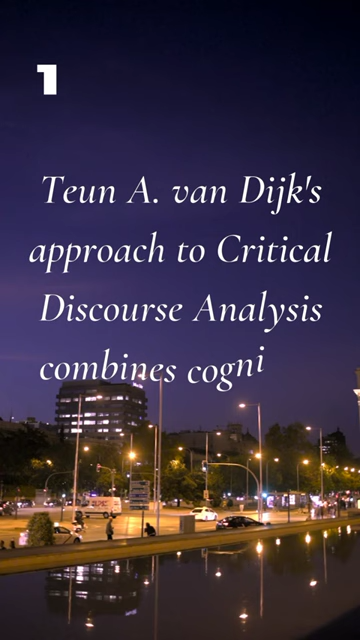 1
Teun A. van Dijk's
approach to Critical
Discourse Analysis
combines cogni